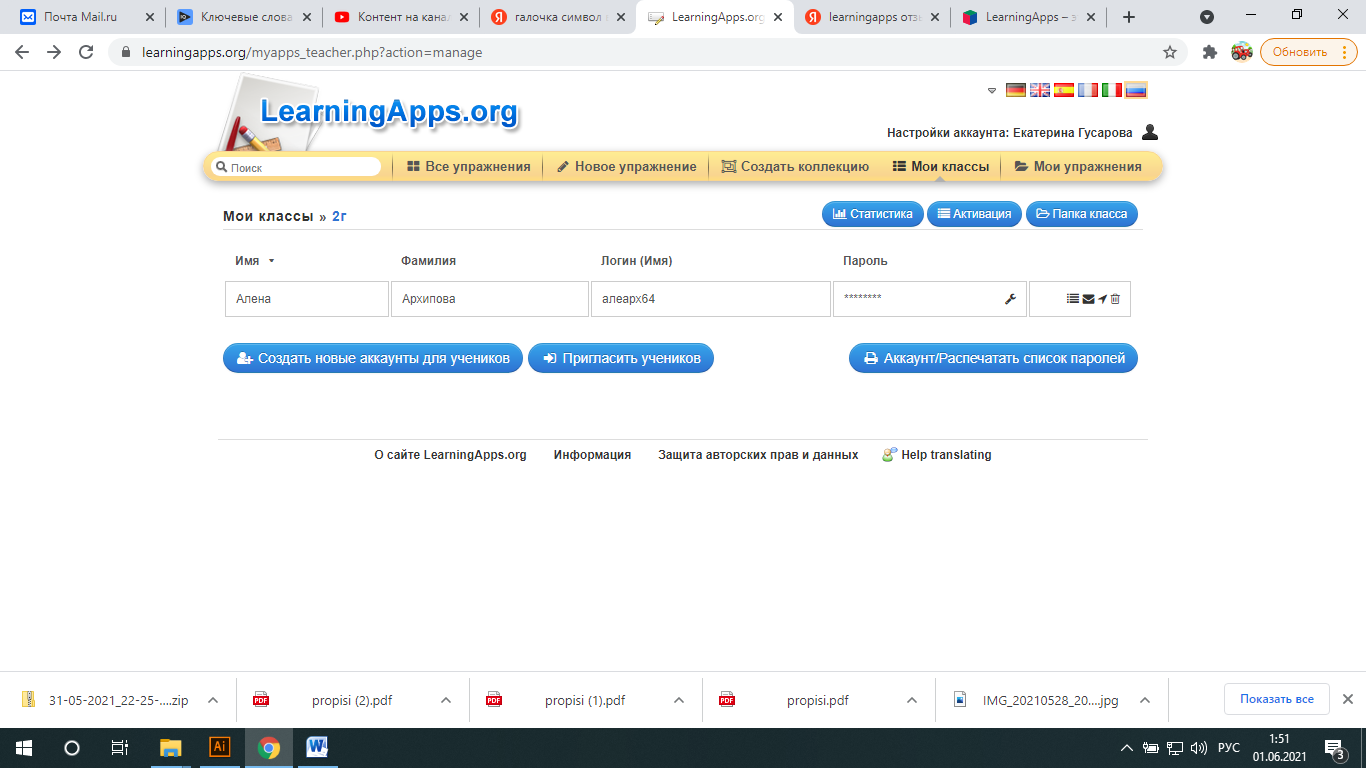 Почта Mail.ru
Ключевые слова
Контент на кана
галочка символ
LearningApps.org
learningapps отз
LearningApps – э
learningapps.org/myapps_teacher.php?action=manage
Обновить
LearningApps.org
Настройки аккаунта: Екатерина Гусарова
Поиск
Все упражнения
Новое упражнение
Создать коллекцию
Мои классы
Мои упражнения
Мои классы » 2г
Статистика
Активация
Папка класса
Имя
Фамилия
Логин (Имя)
Пароль
Алена
Архипова
алеарх64
********
Создать новые аккаунты для учеников
Пригласить учеников
Аккаунт/Распечатать список паролей
О сайте LearningApps.org
Информация
Защита авторских прав и данных
Help translating
31-05-2021_22-25-....zip
propisi (2).pdf
propisi (1).pdf
propisi.pdf
IMG_20210528_20....jpg
Показать все
Ai
РУС
1:51
01.06.2021
3